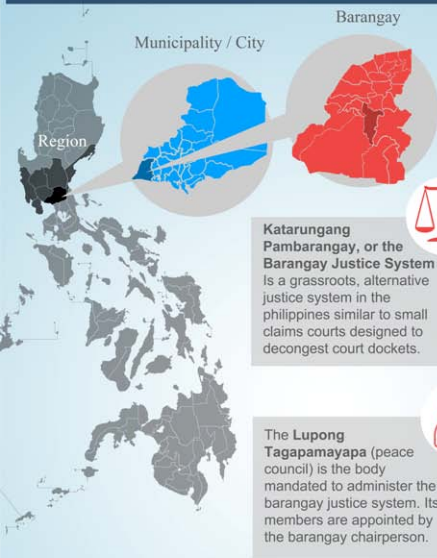 Barangay
Municipality / City
Region
Katarungang
Pambarangay, or the
Barangay Justice System
Is a grassroots, alternative
justice system in the
philippines similar to small
claims courts designed to
decongest court dockets.
The Lupong
Tagapamayapa (peace
council) is the body
mandated to administer the
barangay justice system. Its
members are appointed by
the barangay chairperson.